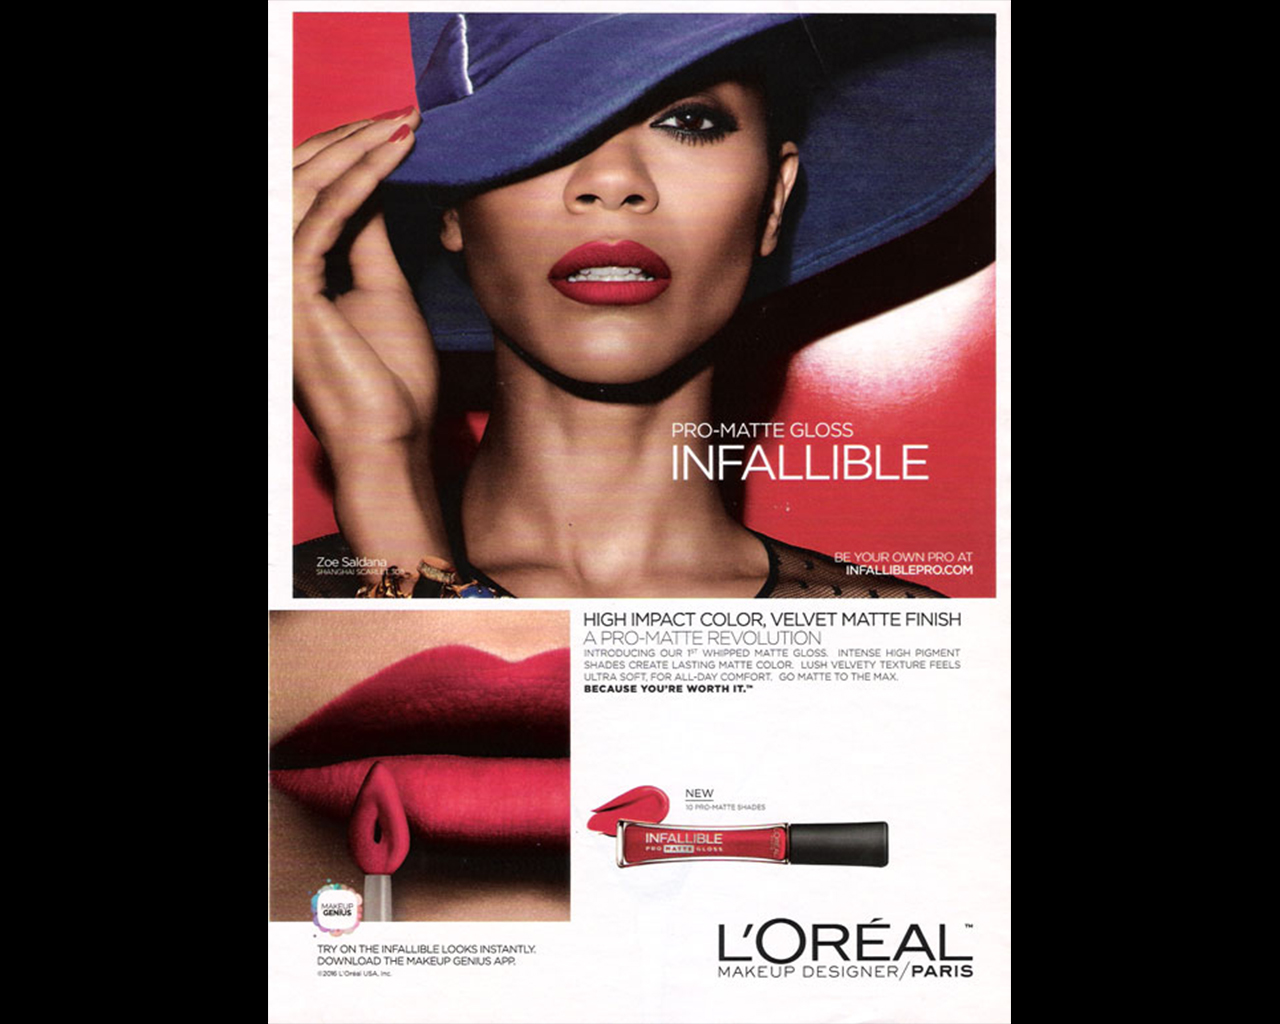 PRO-MATTE GLOSS
INFALLIBLE
Zoe Saldana
BE YOUR OWN PRO AT
INFALLIBLEPRO.COM
HIGH IMPACT COLOR, VELVET MATTE FINISH
A PRO-MATTE REVOLUTION
INTRODUCING OUR 1ST WHIPPED MATTE GLOSS. INTENSE HIGH PIGMENT
SHADES CREATE LASTING MATTE COLOR. LUSH VELVETY TEXTURE FEELS
ULTRA SOFT, FOR ALL-DAY COMFORT. GO MATTE TO THE MAX.
BECAUSE YOU'RE WORTH IT.™
NEW
10 PRO-MATTE SHADES
INFALLIBLE
PRO MATTE GLOSS
MAKEUP
GENIUS
TRY ON THE INFALLIBLE LOOKS INSTANTLY.
DOWNLOAD THE MAKEUP GENIUS APP.
©2016 L'Oréal USA, Inc.
L'ORÉAL™
MAKEUP DESIGNER/PARIS